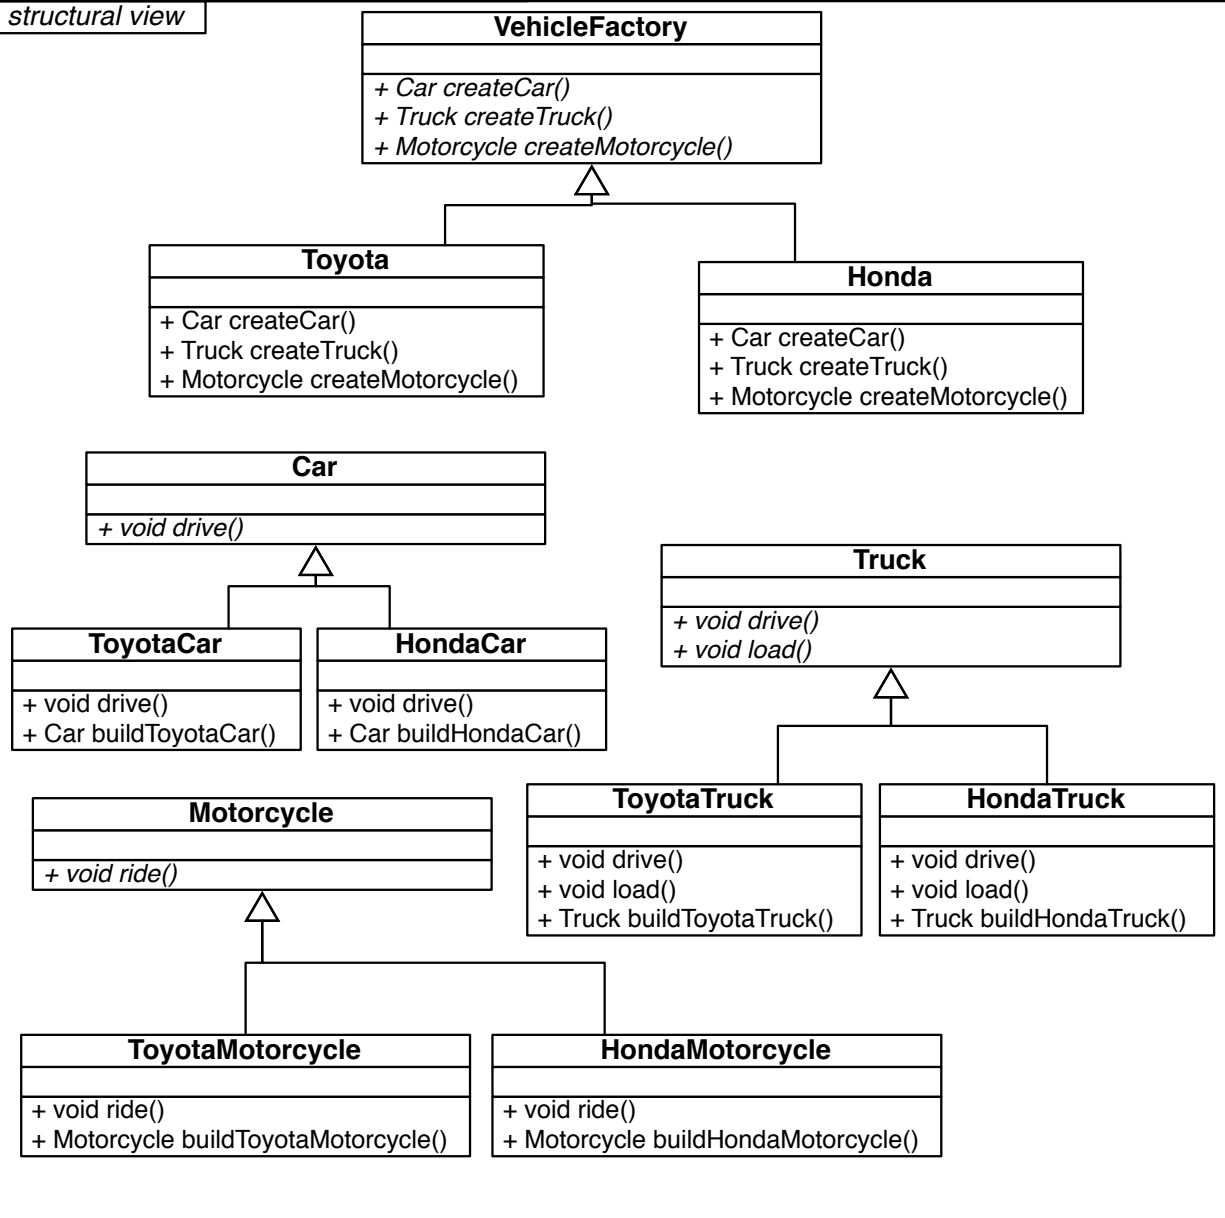 structural view
VehicleFactory
+ Car createCar()
+ Truck createTruck()
+ Motorcycle createMotorcycle()
Toyota
+ Car createCar()
+ Truck createTruck()
+ Motorcycle createMotorcycle()
Honda
+ Car createCar()
+ Truck createTruck()
+ Motorcycle createMotorcycle()
Car
+ void drive()
Truck
+ void drive()
+ void load()
ToyotaCar
+ void drive()
+ Car buildToyotaCar()
HondaCar
+ void drive()
+ Car buildHondaCar()
Motorcycle
+ void ride()
ToyotaTruck
+ void drive()
+ void load()
+ Truck buildToyotaTruck()
HondaTruck
+ void drive()
+ void load()
+ Truck buildHondaTruck()
ToyotaMotorcycle
+ void ride()
+ Motorcycle buildToyotaMotorcycle()
HondaMotorcycle
+ void ride()
+ Motorcycle buildHondaMotorcycle()